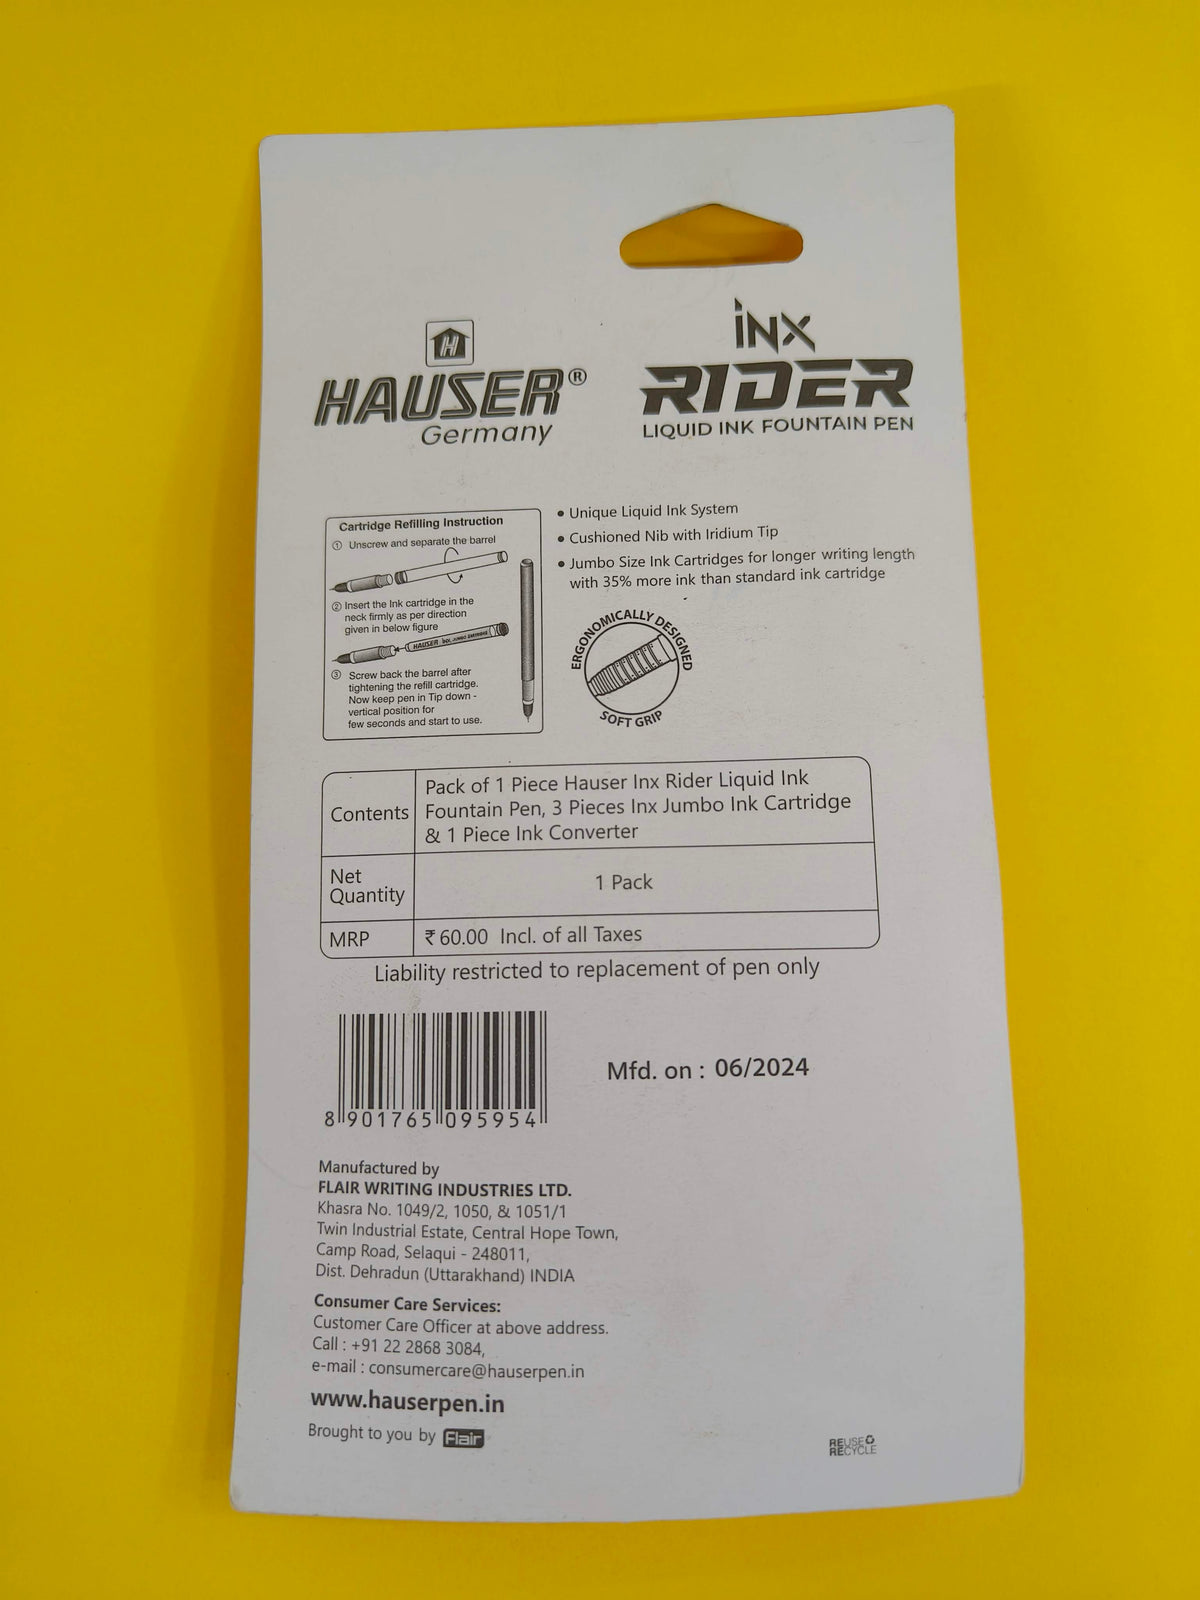 H
HAUSER®
Germany
iNX
RIDER
LIQUID INK FOUNTAIN PEN
Cartridge Refilling Instruction
① Unscrew and separate the barrel
② Insert the Ink cartridge in the
neck firmly as per direction
given in below figure
HAUSER iNX JUMBO CARTRIDGE
③ Screw back the barrel after
tightening the refill cartridge.
Now keep pen in Tip down -
vertical position for
few seconds and start to use.
• Unique Liquid Ink System
• Cushioned Nib with Iridium Tip
• Jumbo Size Ink Cartridges for longer writing length
with 35% more ink than standard ink cartridge
ERGONOMICALLY DESIGNED
SOFT GRIP
Contents
Pack of 1 Piece Hauser Inx Rider Liquid Ink
Fountain Pen, 3 Pieces Inx Jumbo Ink Cartridge
& 1 Piece Ink Converter
Net
Quantity
1 Pack
MRP
₹ 60.00 Incl. of all Taxes
Liability restricted to replacement of pen only
8 901765 095954
Mfd. on : 06/2024
Manufactured by
FLAIR WRITING INDUSTRIES LTD.
Khasra No. 1049/2, 1050, & 1051/1
Twin Industrial Estate, Central Hope Town,
Camp Road, Selaqui - 248011,
Dist. Dehradun (Uttarakhand) INDIA
Consumer Care Services:
Customer Care Officer at above address.
Call : +91 22 2868 3084,
e-mail : consumercare@hauserpen.in
www.hauserpen.in
Brought to you by Flair
REUSE
RECYCLE